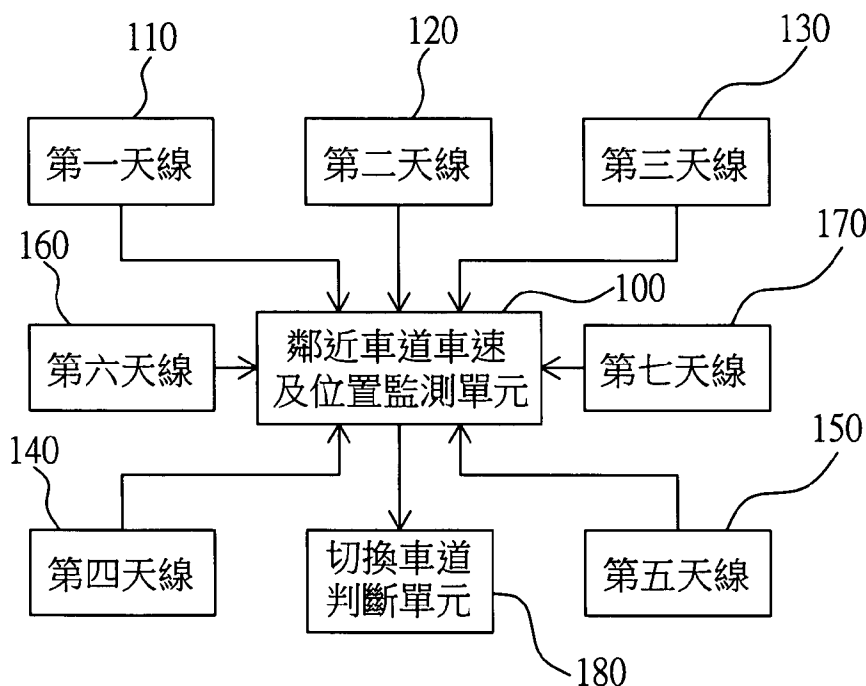 110
120
130
第一天線
第二天線
第三天線
160
170
100
第六天線
鄰近車道車速
及位置監測單元
第七天線
140
150
第四天線
切換車道
判斷單元
第五天線
180